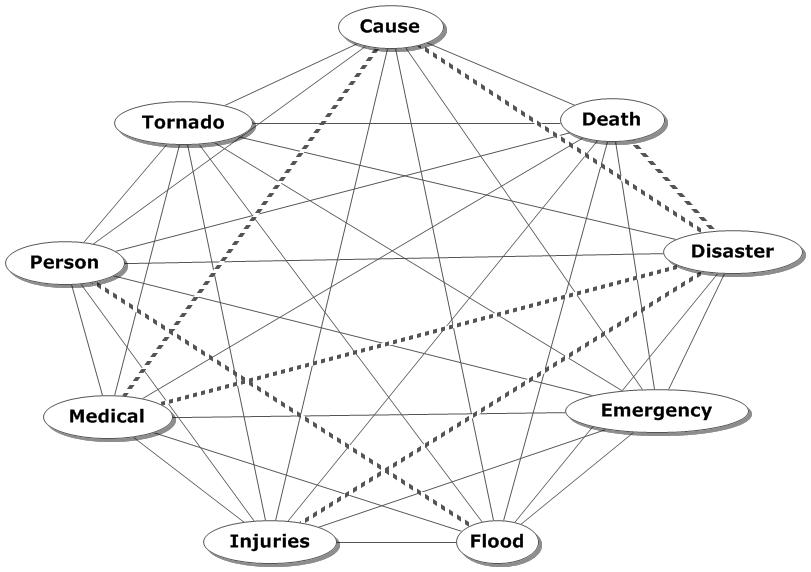 Cause
Tornado
Death
Person
Disaster
Medical
Emergency
Injuries
Flood